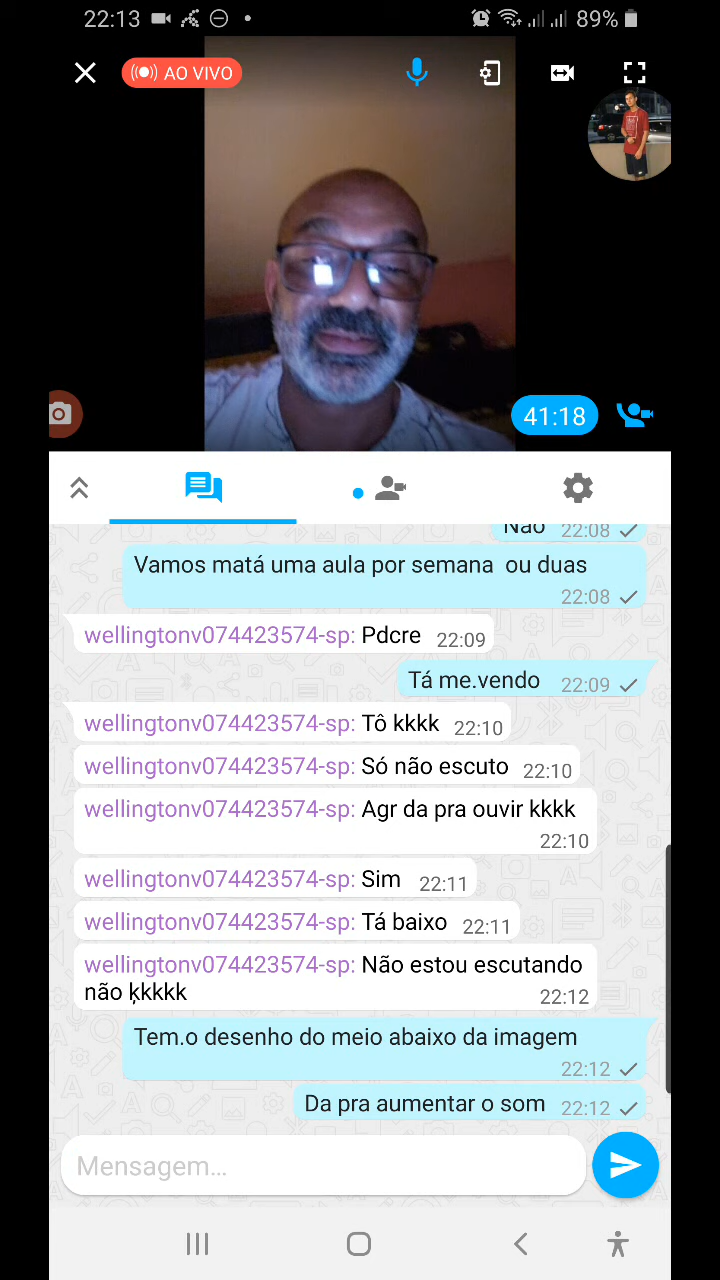 22:13
89%
AO VIVO
41:18
Não 22:08
Vamos matá uma aula por semana ou duas
22:08
wellingtonv074423574-sp: Pdcre 22:09
Tá me.vendo 22:09
wellingtonv074423574-sp: Tô kkkk 22:10
wellingtonv074423574-sp: Só não escuto 22:10
wellingtonv074423574-sp: Agr da pra ouvir kkkk
22:10
wellingtonv074423574-sp: Sim 22:11
wellingtonv074423574-sp: Tá baixo 22:11
wellingtonv074423574-sp: Não estou escutando
não ķkkkk 22:12
Tem.o desenho do meio abaixo da imagem
22:12
Da pra aumentar o som 22:12
Mensagem...